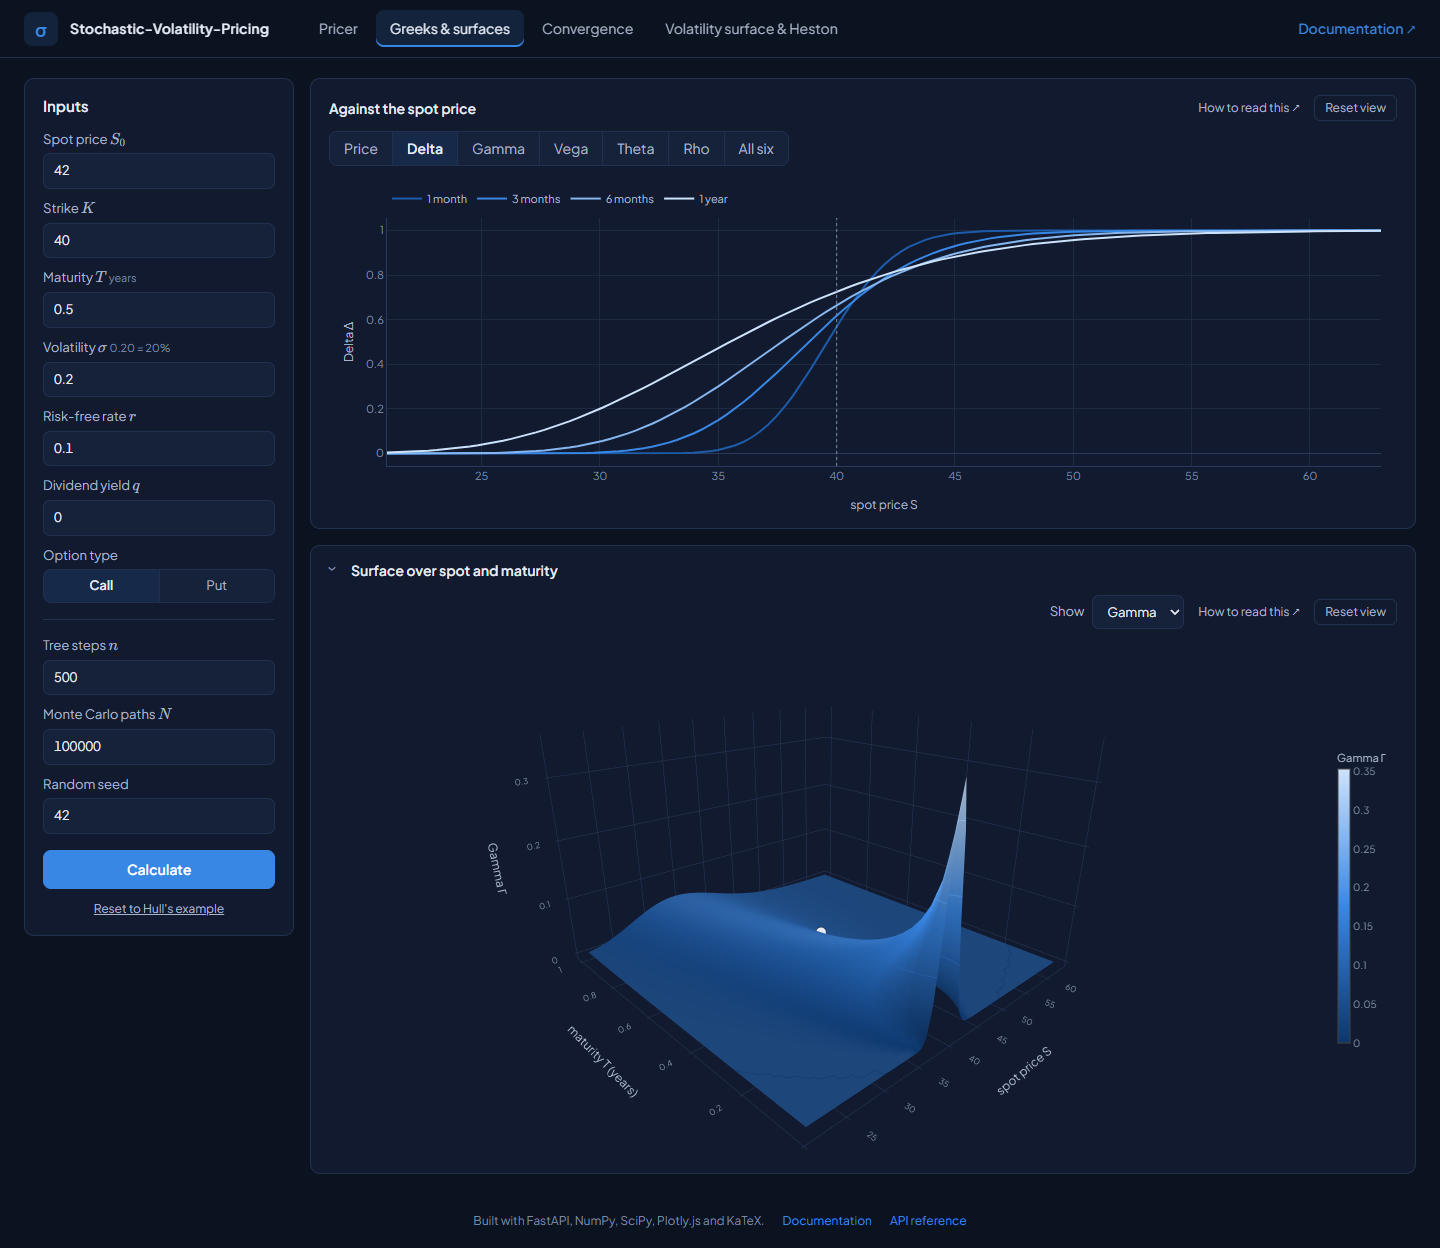 σ Stochastic-Volatility-Pricing Pricer Greeks & surfaces Convergence Volatility surface & Heston Documentation ↗
Inputs
Spot price S₀
42
Strike K
40
Maturity T years
0.5
Volatility σ 0.20 = 20%
0.2
Risk-free rate r
0.1
Dividend yield q
0
Option type
Call Put
Tree steps n
500
Monte Carlo paths N
100000
Random seed
42
Calculate
Reset to Hull's example
Against the spot price How to read this ↗ Reset view
Price Delta Gamma Vega Theta Rho All six
1 month 3 months 6 months 1 year
1
0.8
0.6
0.4
0.2
0
Delta Δ
25 30 35 40 45 50 55 60
spot price S
Surface over spot and maturity
Show Gamma How to read this ↗ Reset view
0.3
0.2
0.1
0
Gamma Γ
1
0.8
0.6
0.4
0.2
maturity T (years)
60
55
50
45
40
35
30
25
spot price S
Gamma Γ
0.35
0.3
0.25
0.2
0.15
0.1
0.05
0
Built with FastAPI, NumPy, SciPy, Plotly.js and KaTeX. Documentation API reference